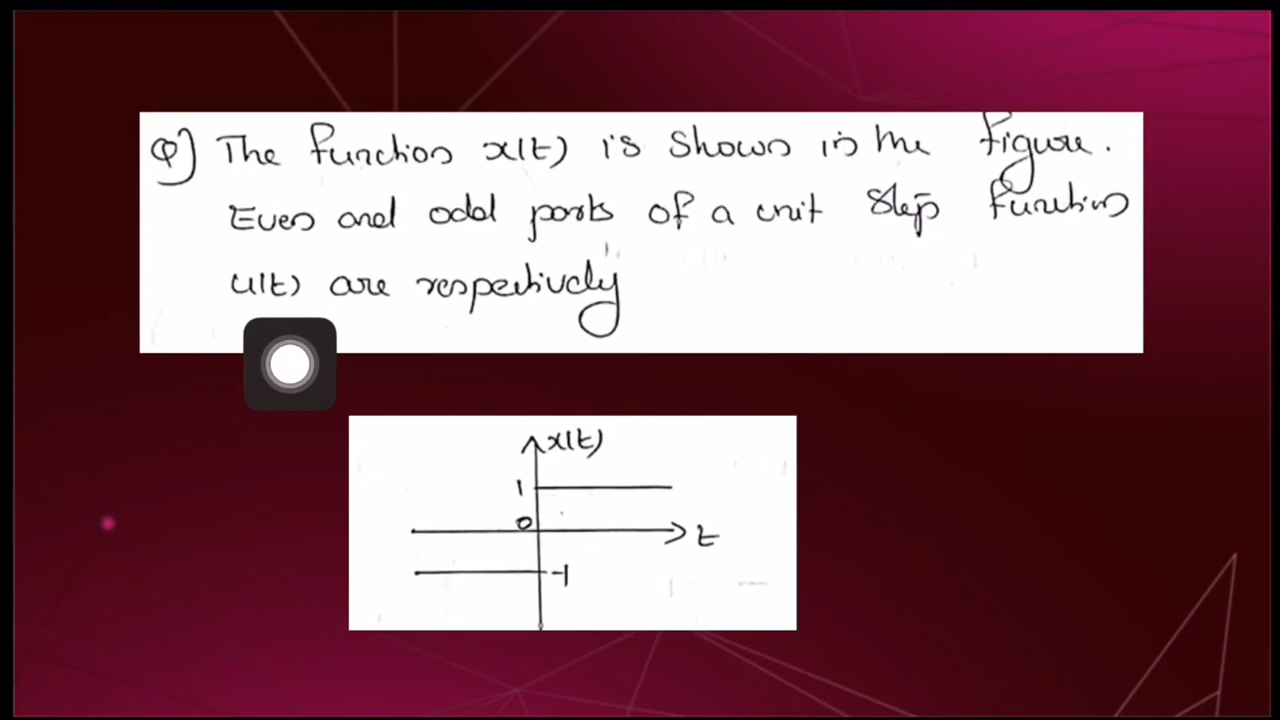 Q) The function x(t) is shown in the figure.
Even and odd parts of a unit step function
u(t) are respectively
x(t)
1
0
t
-1